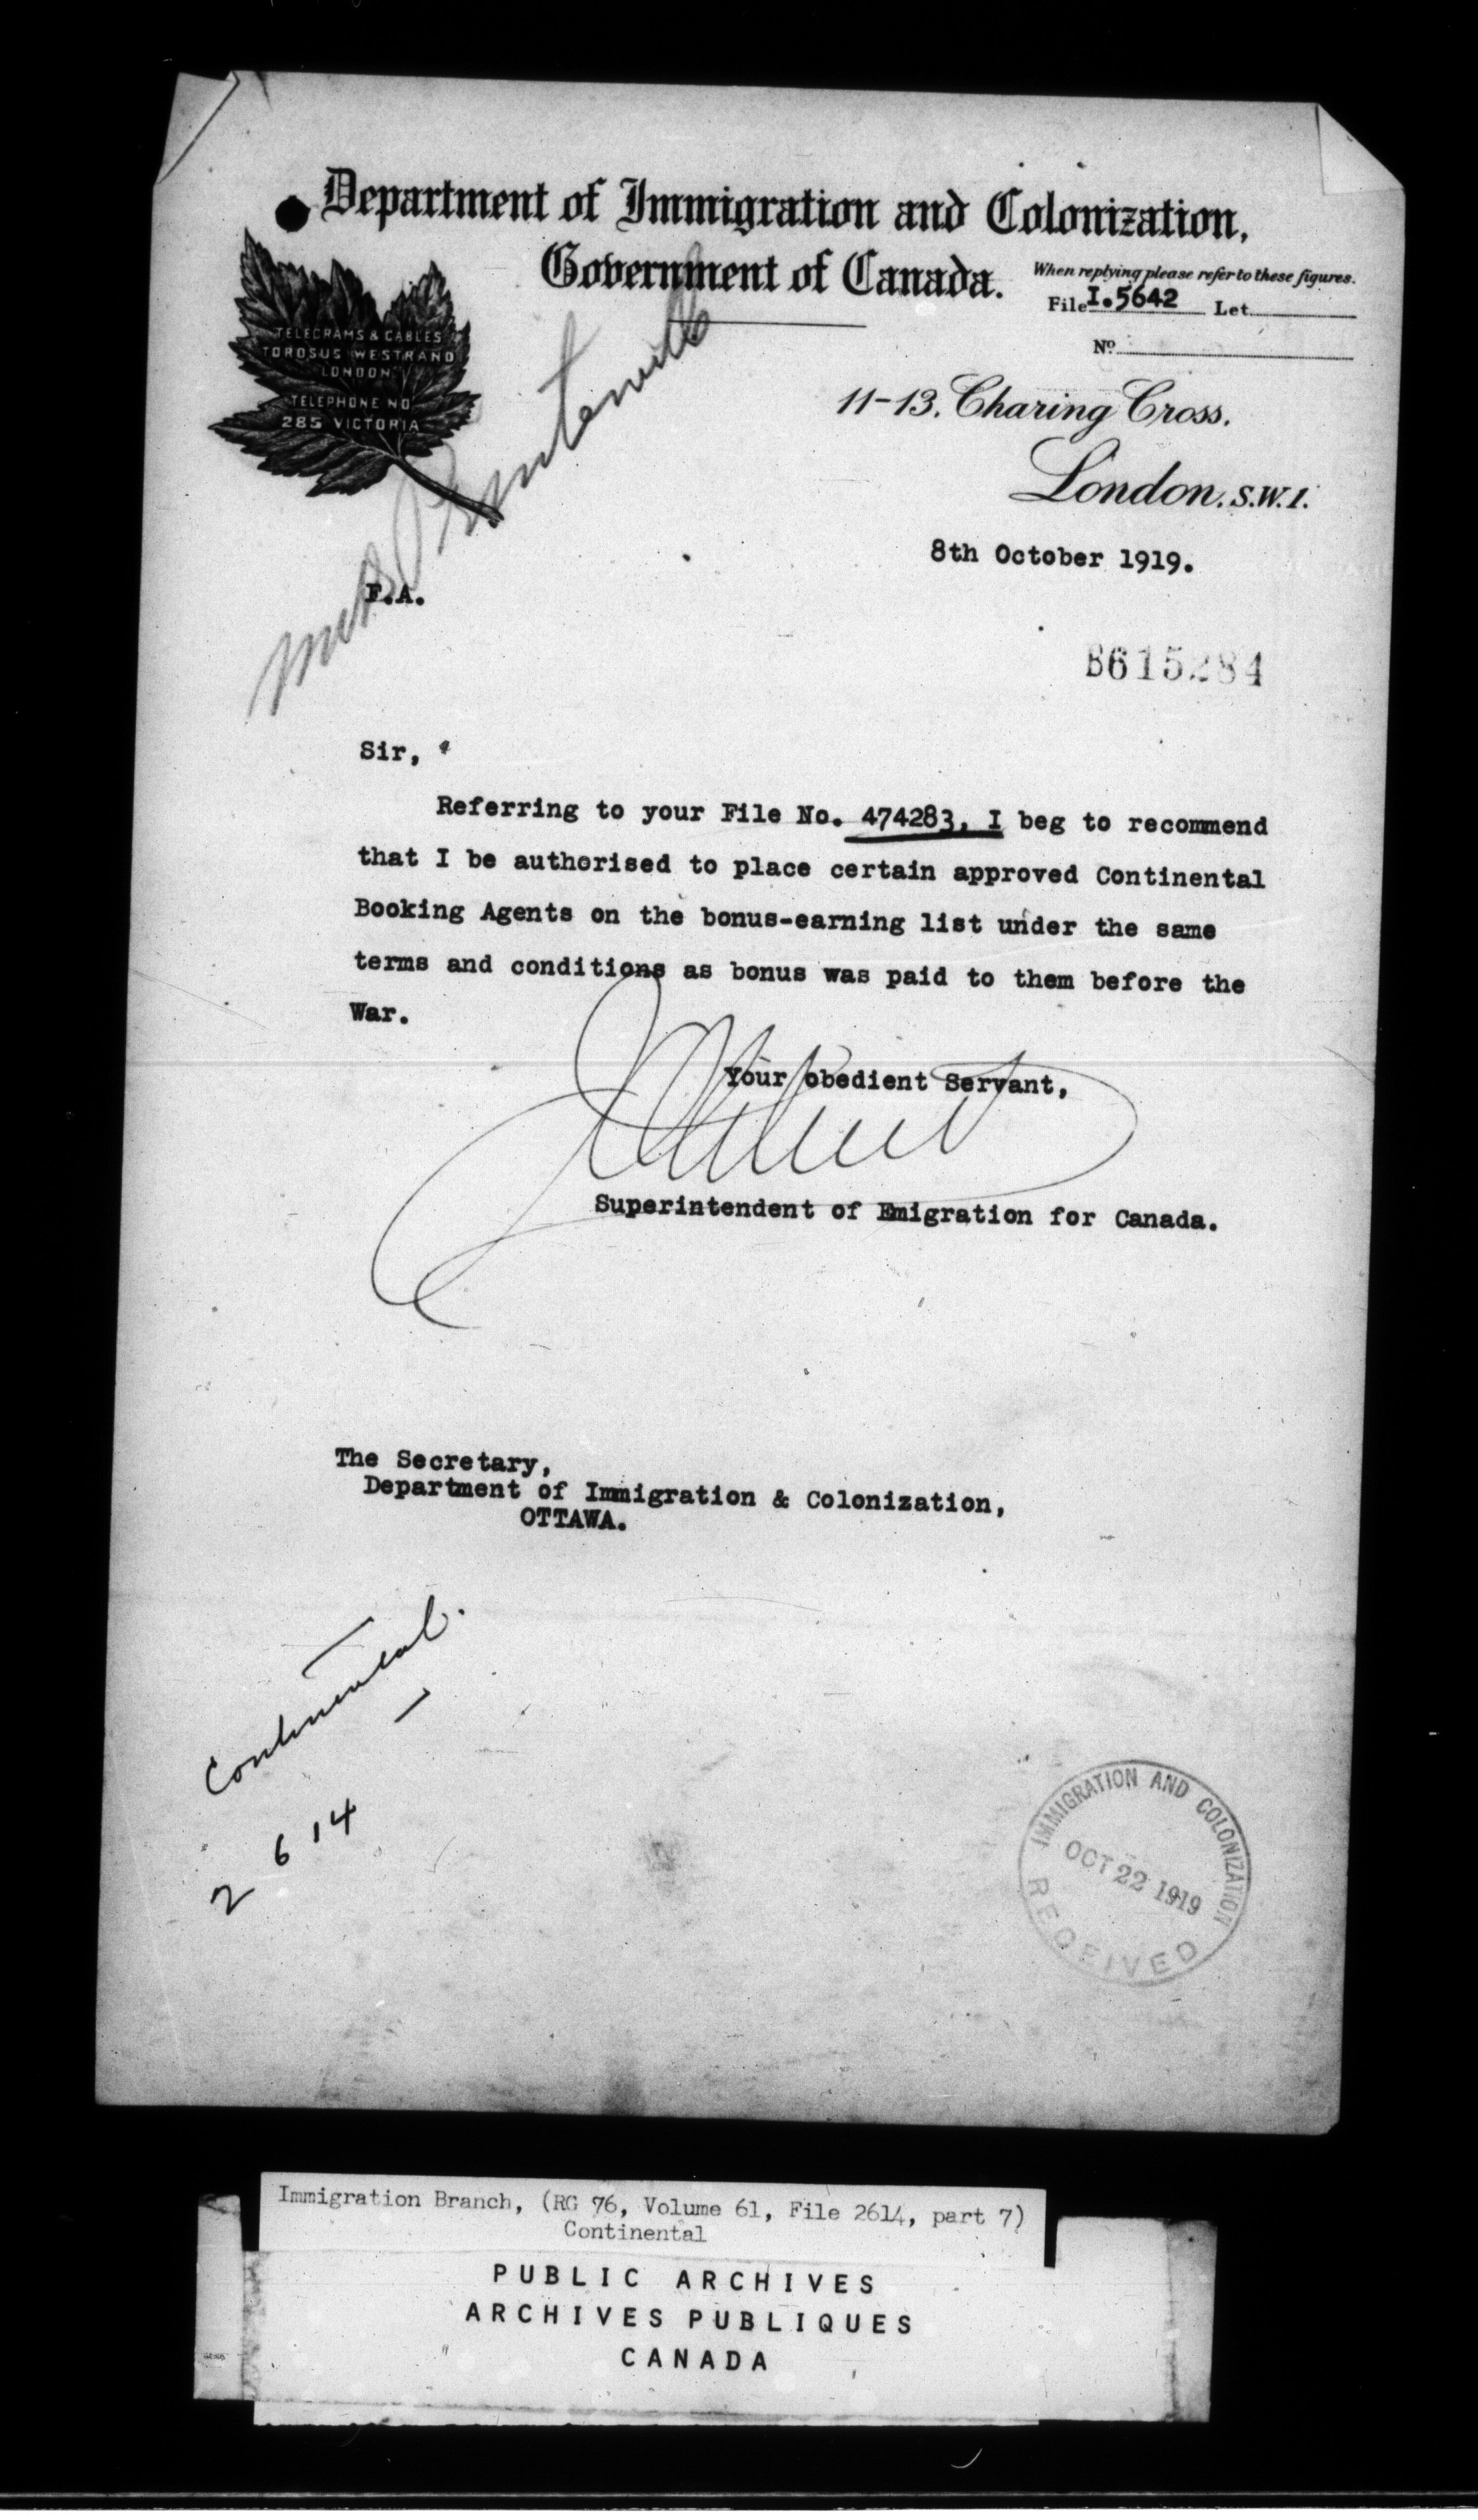 Department of Immigration and Colonization,
Government of Canada.
When replying please refer to these figures.
File I.5642 Let
No
TELEGRAMS & CABLES
TOROSUS WESTRAND
LONDON
TELEPHONE NO
285 VICTORIA
11-13, Charing Cross,
London, S.W.1.
8th October 1919.
F.A.
Miss
B615284
Sir,
Referring to your File No. 474283, I beg to recommend
that I be authorised to place certain approved Continental
Booking Agents on the bonus-earning list under the same
terms and conditions as bonus was paid to them before the
War.
Your obedient Servant,
Superintendent of Emigration for Canada.
The Secretary,
Department of Immigration & Colonization,
OTTAWA.
Continental.
2614
IMMIGRATION AND COLONIZATION
OCT 22 1919
RECEIVED
Immigration Branch, (RG 76, Volume 61, File 2614, part 7)
Continental
PUBLIC ARCHIVES
ARCHIVES PUBLIQUES
CANADA